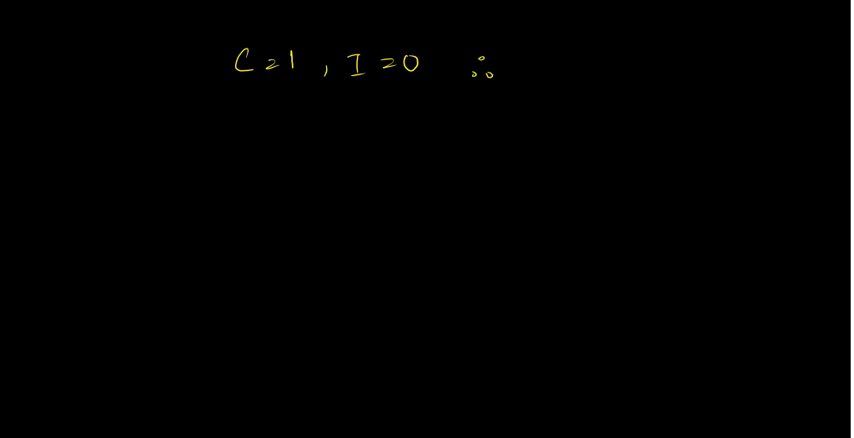 C = 1 , I = 0 ∴